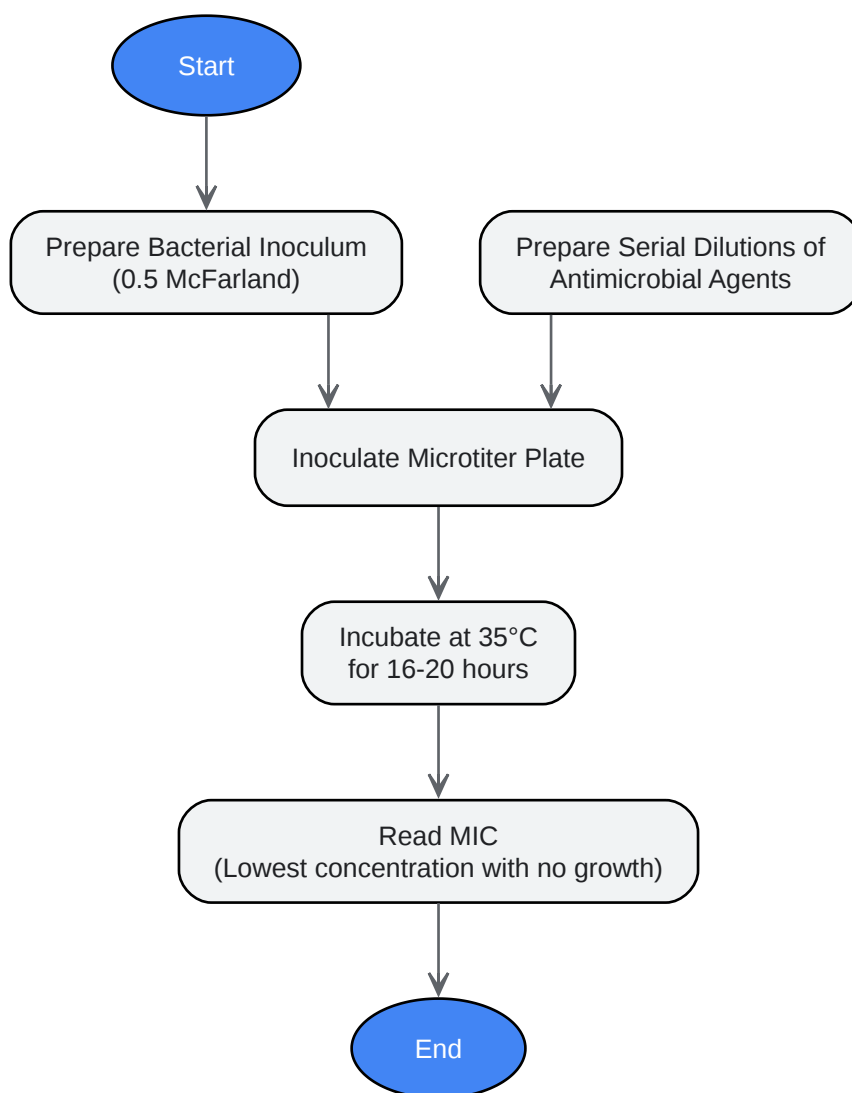 Start
Prepare Bacterial Inoculum
(0.5 McFarland)
Prepare Serial Dilutions of
Antimicrobial Agents
Inoculate Microtiter Plate
Incubate at 35°C
for 16-20 hours
Read MIC
(Lowest concentration with no growth)
End